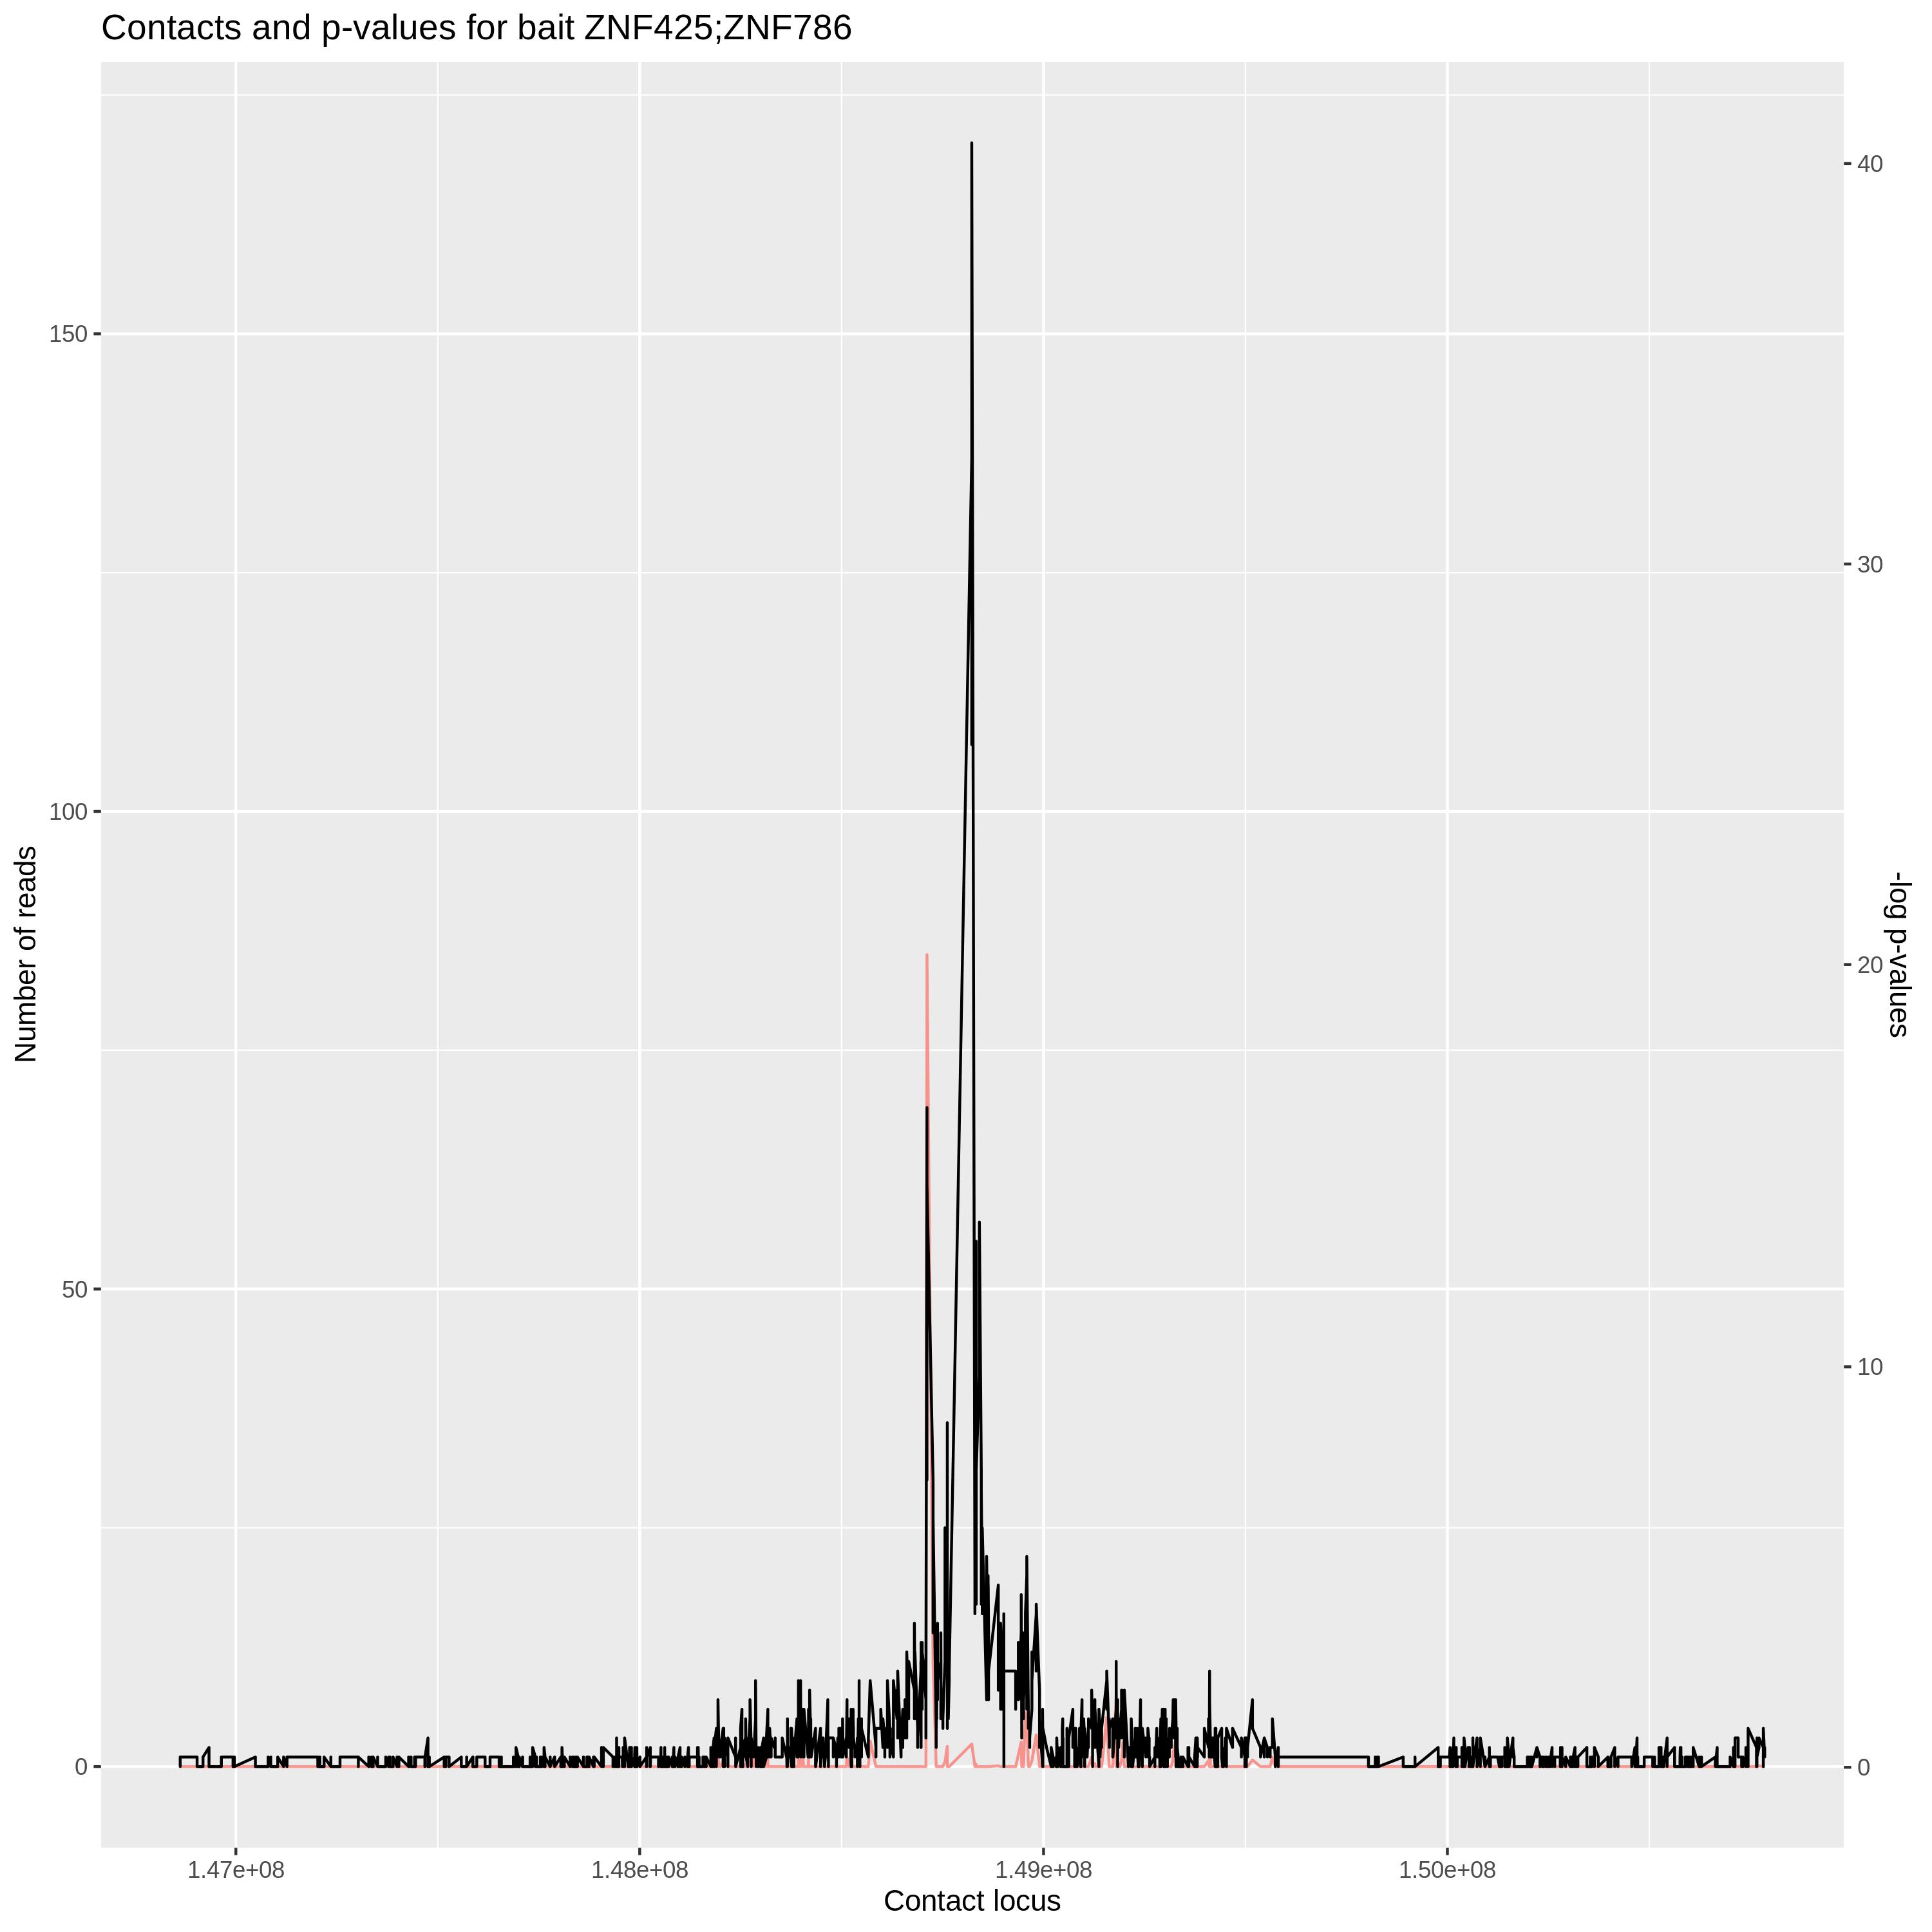 Contacts and p-values for bait ZNF425;ZNF786
150
100
50
0
Number of reads
40
30
20
10
0
-log p-values
1.47e+08
1.48e+08
1.49e+08
1.50e+08
Contact locus